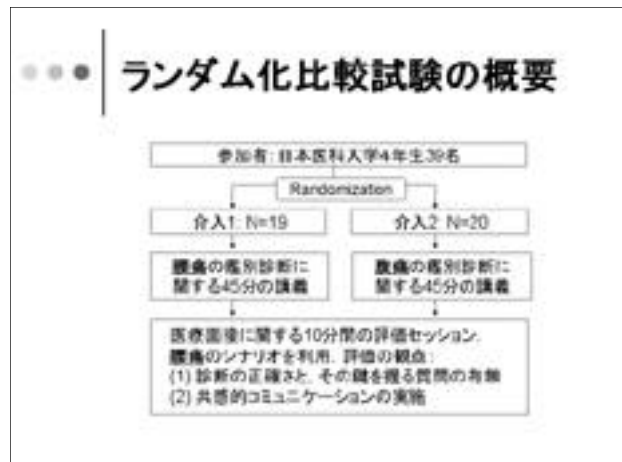 ランダム化比較試験の概要
参加者: 日本医科大学4年生39名
Randomization
介入1: N=19
介入2: N=20
腰痛の鑑別診断に
関する45分の講義
腹痛の鑑別診断に
関する45分の講義
医療面接に関する10分間の評価セッション.
腰痛のシナリオを利用. 評価の観点:
(1) 診断の正確さと, その鍵を握る質問の有無
(2) 共感的コミュニケーションの実施